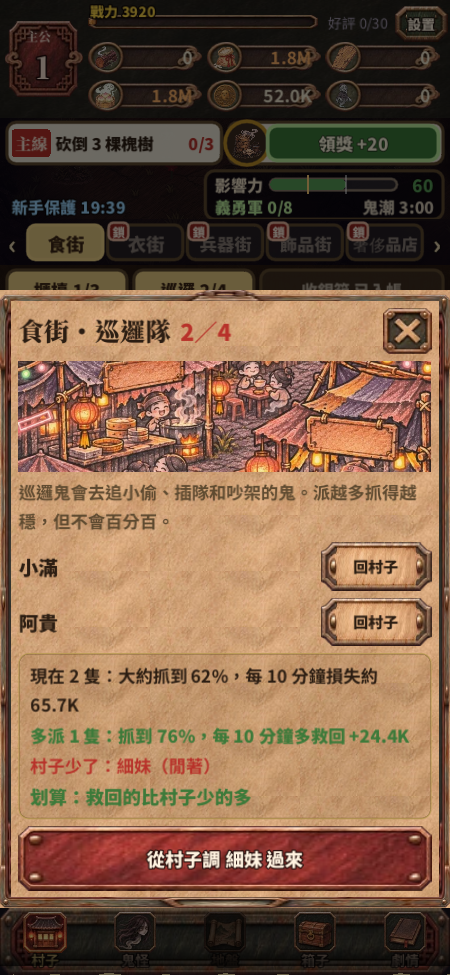 戰力.3920
主公
1
好評 0/30
設置
0
1.8M
0
1.8M
52.0K
0
主線 砍倒 3 棵槐樹 0/3
領獎 +20
影響力 60
新手保護 19:39
義勇軍 0/8
鬼潮 3:00
‹
食街
鎖 衣街
鎖 兵器街
鎖 飾品街
鎖 奢侈品店
›
食街・巡邏隊 2／4
巡邏鬼會去追小偷、插隊和吵架的鬼。派越多抓得越
穩，但不會百分百。
小滿
回村子
阿貴
回村子
現在 2 隻：大約抓到 62%，每 10 分鐘損失約
65.7K
多派 1 隻：抓到 76%，每 10 分鐘多救回 +24.4K
村子少了：細妹（閒著）
划算：救回的比村子少的多
從村子調 細妹 過來
村子
鬼怪
箱子
劇情